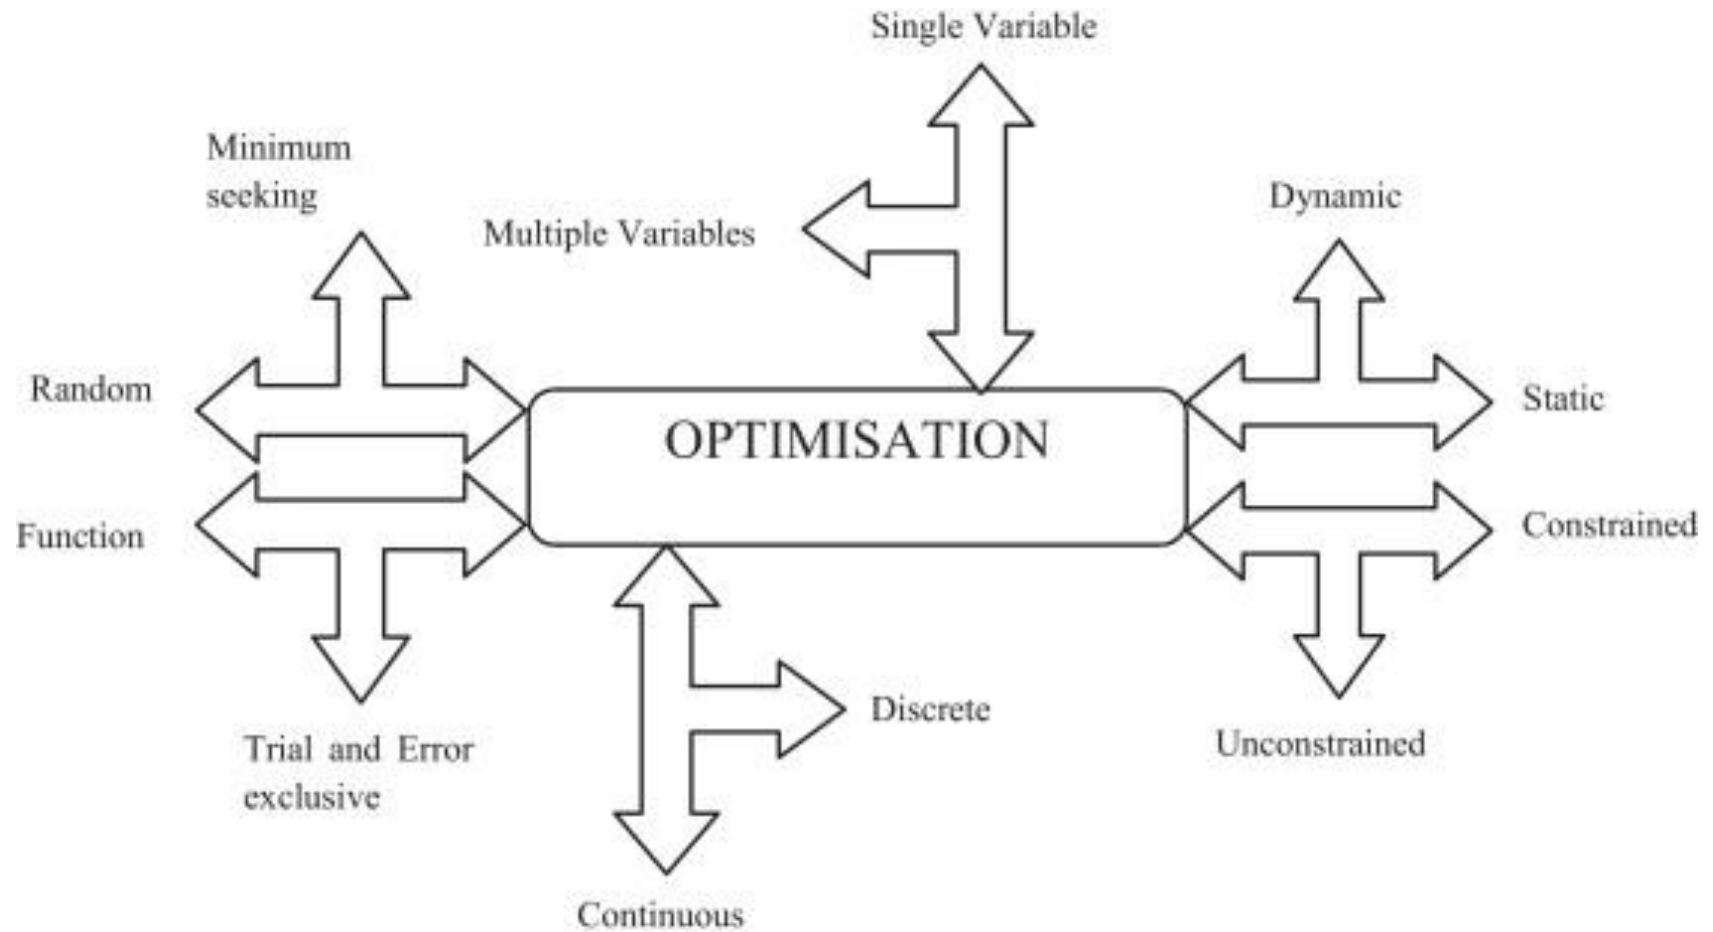 Single Variable
Minimum
seeking
Multiple Variables
Dynamic
Random
Static
OPTIMISATION
Function
Constrained
Discrete
Trial and Error
exclusive
Unconstrained
Continuous